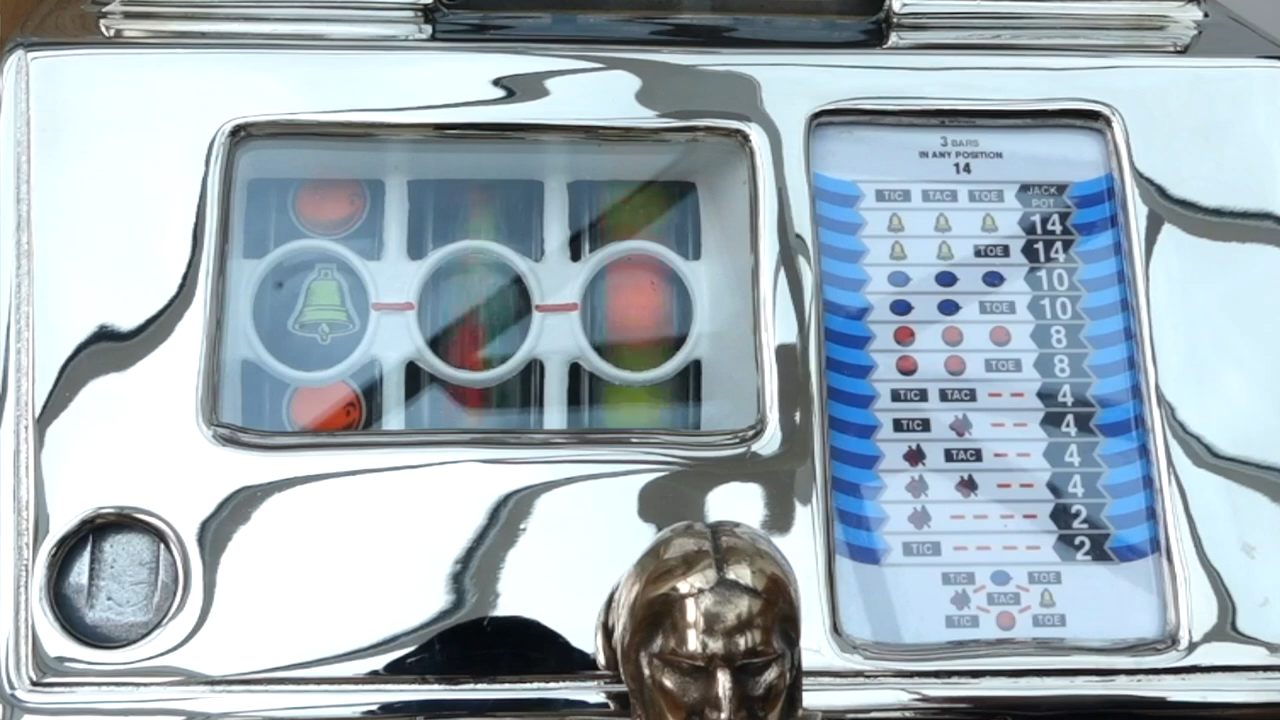 3 BARS
IN ANY POSITION
14
TIC TAC TOE JACK POT
14
TOE 14
10
TOE 10
8
TOE 8
TIC TAC 4
TIC 4
TAC 4
4
2
TIC 2
TIC TOE
TAC
TIC TOE